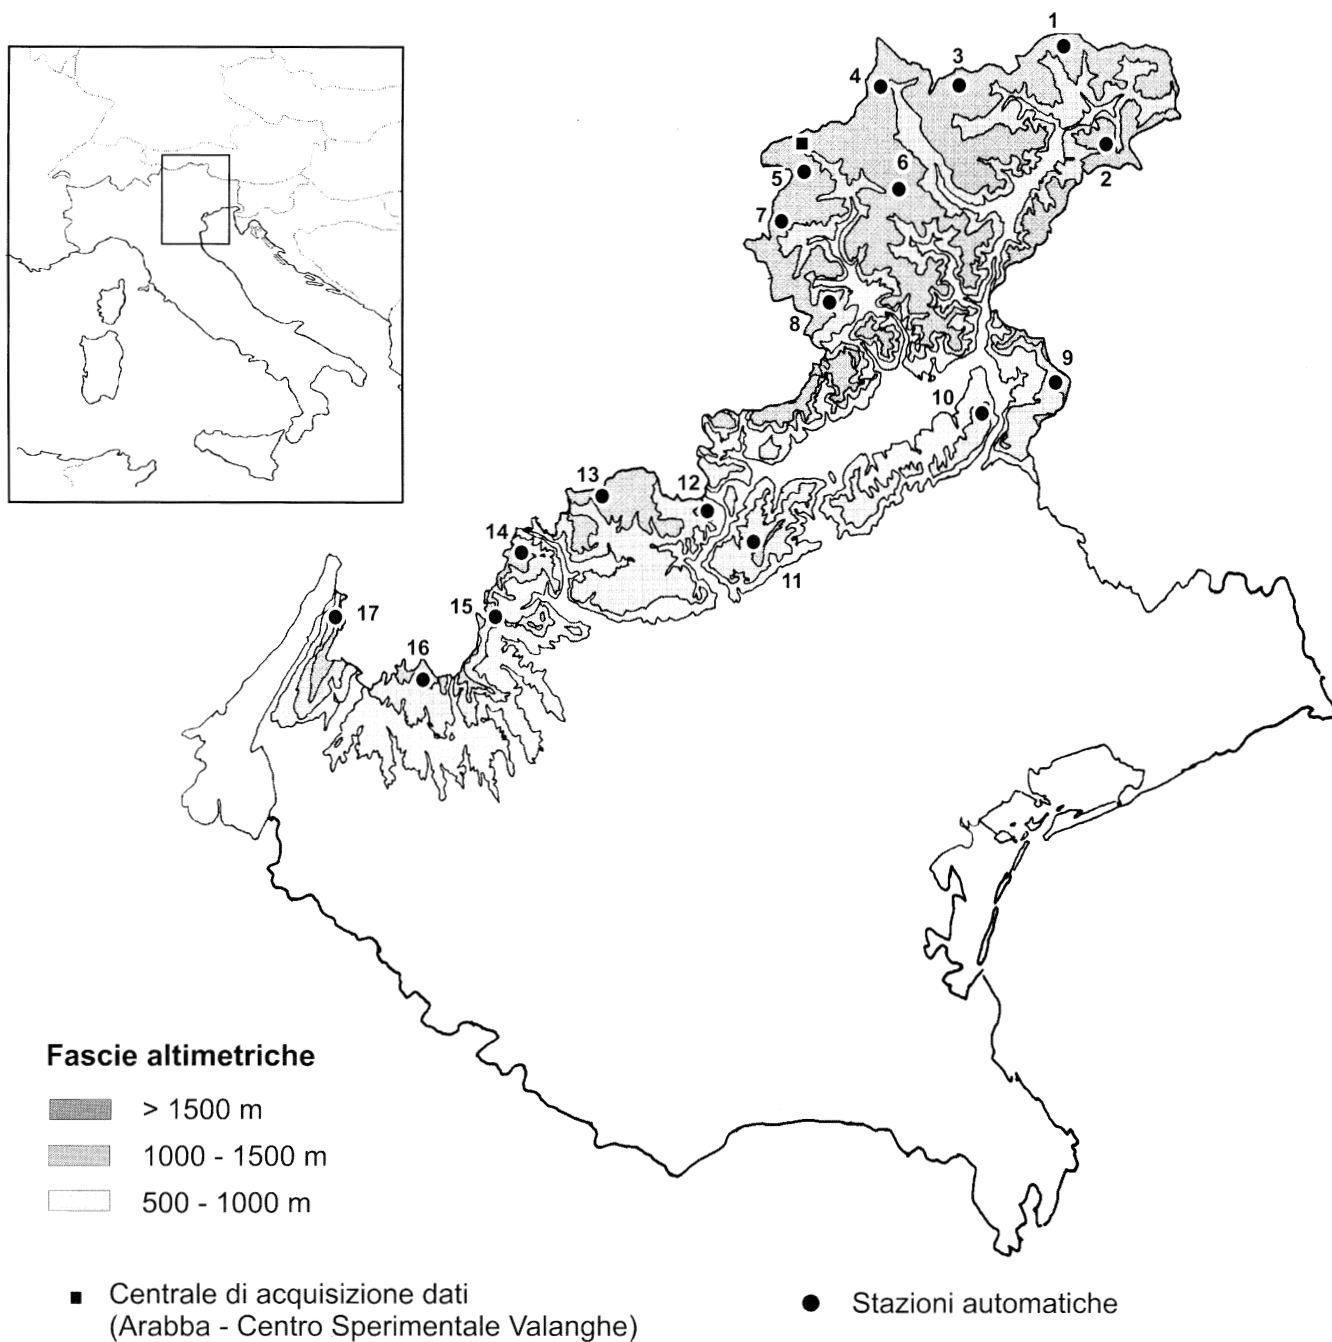 1
3
4
2
5
6
7
8
9
10
13
12
14
11
15
17
16
Fascie altimetriche
> 1500 m
1000 - 1500 m
500 - 1000 m
Centrale di acquisizione dati
(Arabba - Centro Sperimentale Valanghe)
Stazioni automatiche